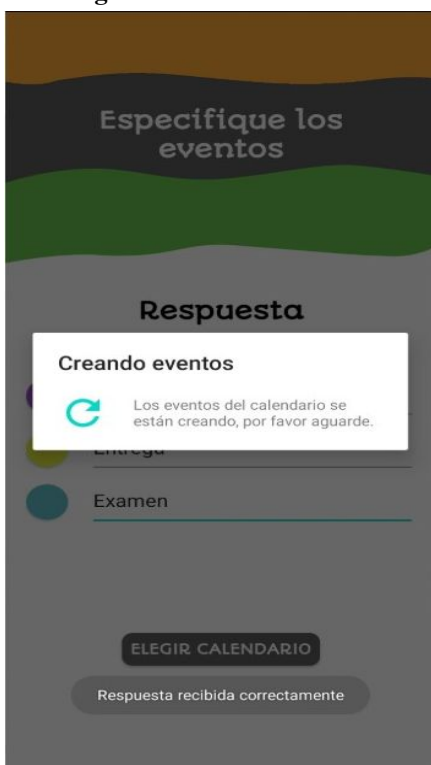 Especifique los
eventos
Respuesta
Creando eventos
Los eventos del calendario se
están creando, por favor aguarde.
Entrega
Examen
ELEGIR CALENDARIO
Respuesta recibida correctamente